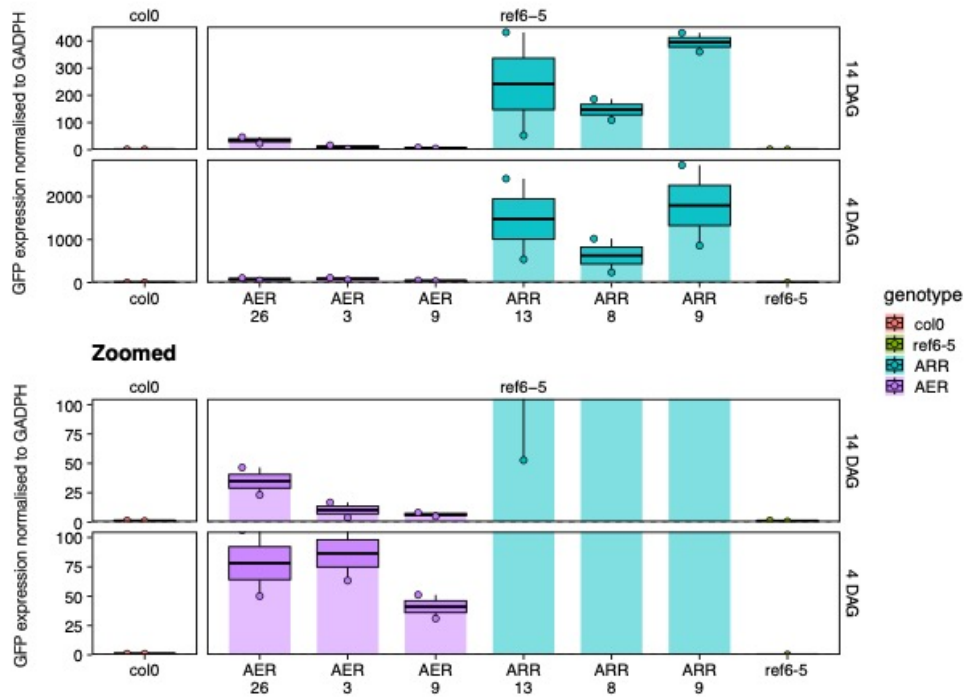 col0 ref6-5
GFP expression normalised to GADPH
400
300
200
100
0
14 DAG
2000
1000
0
4 DAG
col0 AER 26 AER 3 AER 9 ARR 13 ARR 8 ARR 9 ref6-5
genotype
col0
ref6-5
ARR
AER
Zoomed
col0 ref6-5
GFP expression normalised to GADPH
100
75
50
25
0
14 DAG
100
75
50
25
0
4 DAG
col0 AER 26 AER 3 AER 9 ARR 13 ARR 8 ARR 9 ref6-5